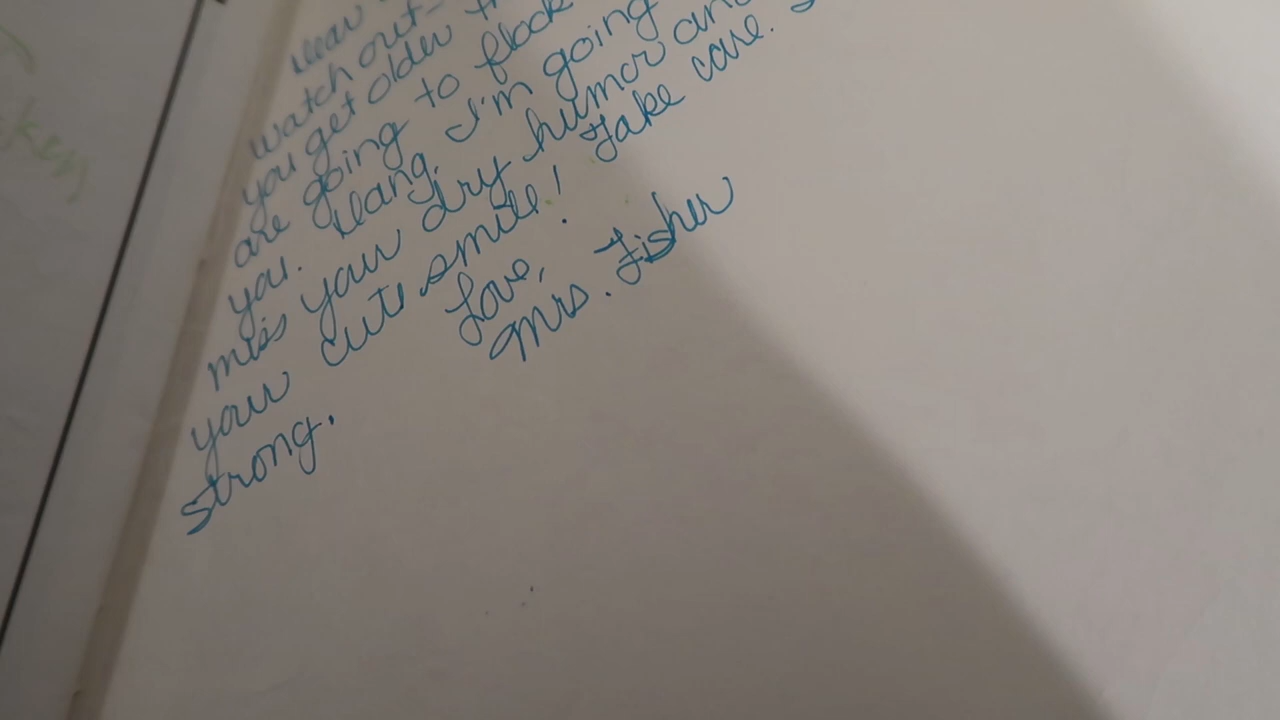 watch out-
you get older
are going to flock
you. Dang. I'm going
miss your dry humor and
your cute smile! Take care.
strong.
Love,
Mrs. Fisher